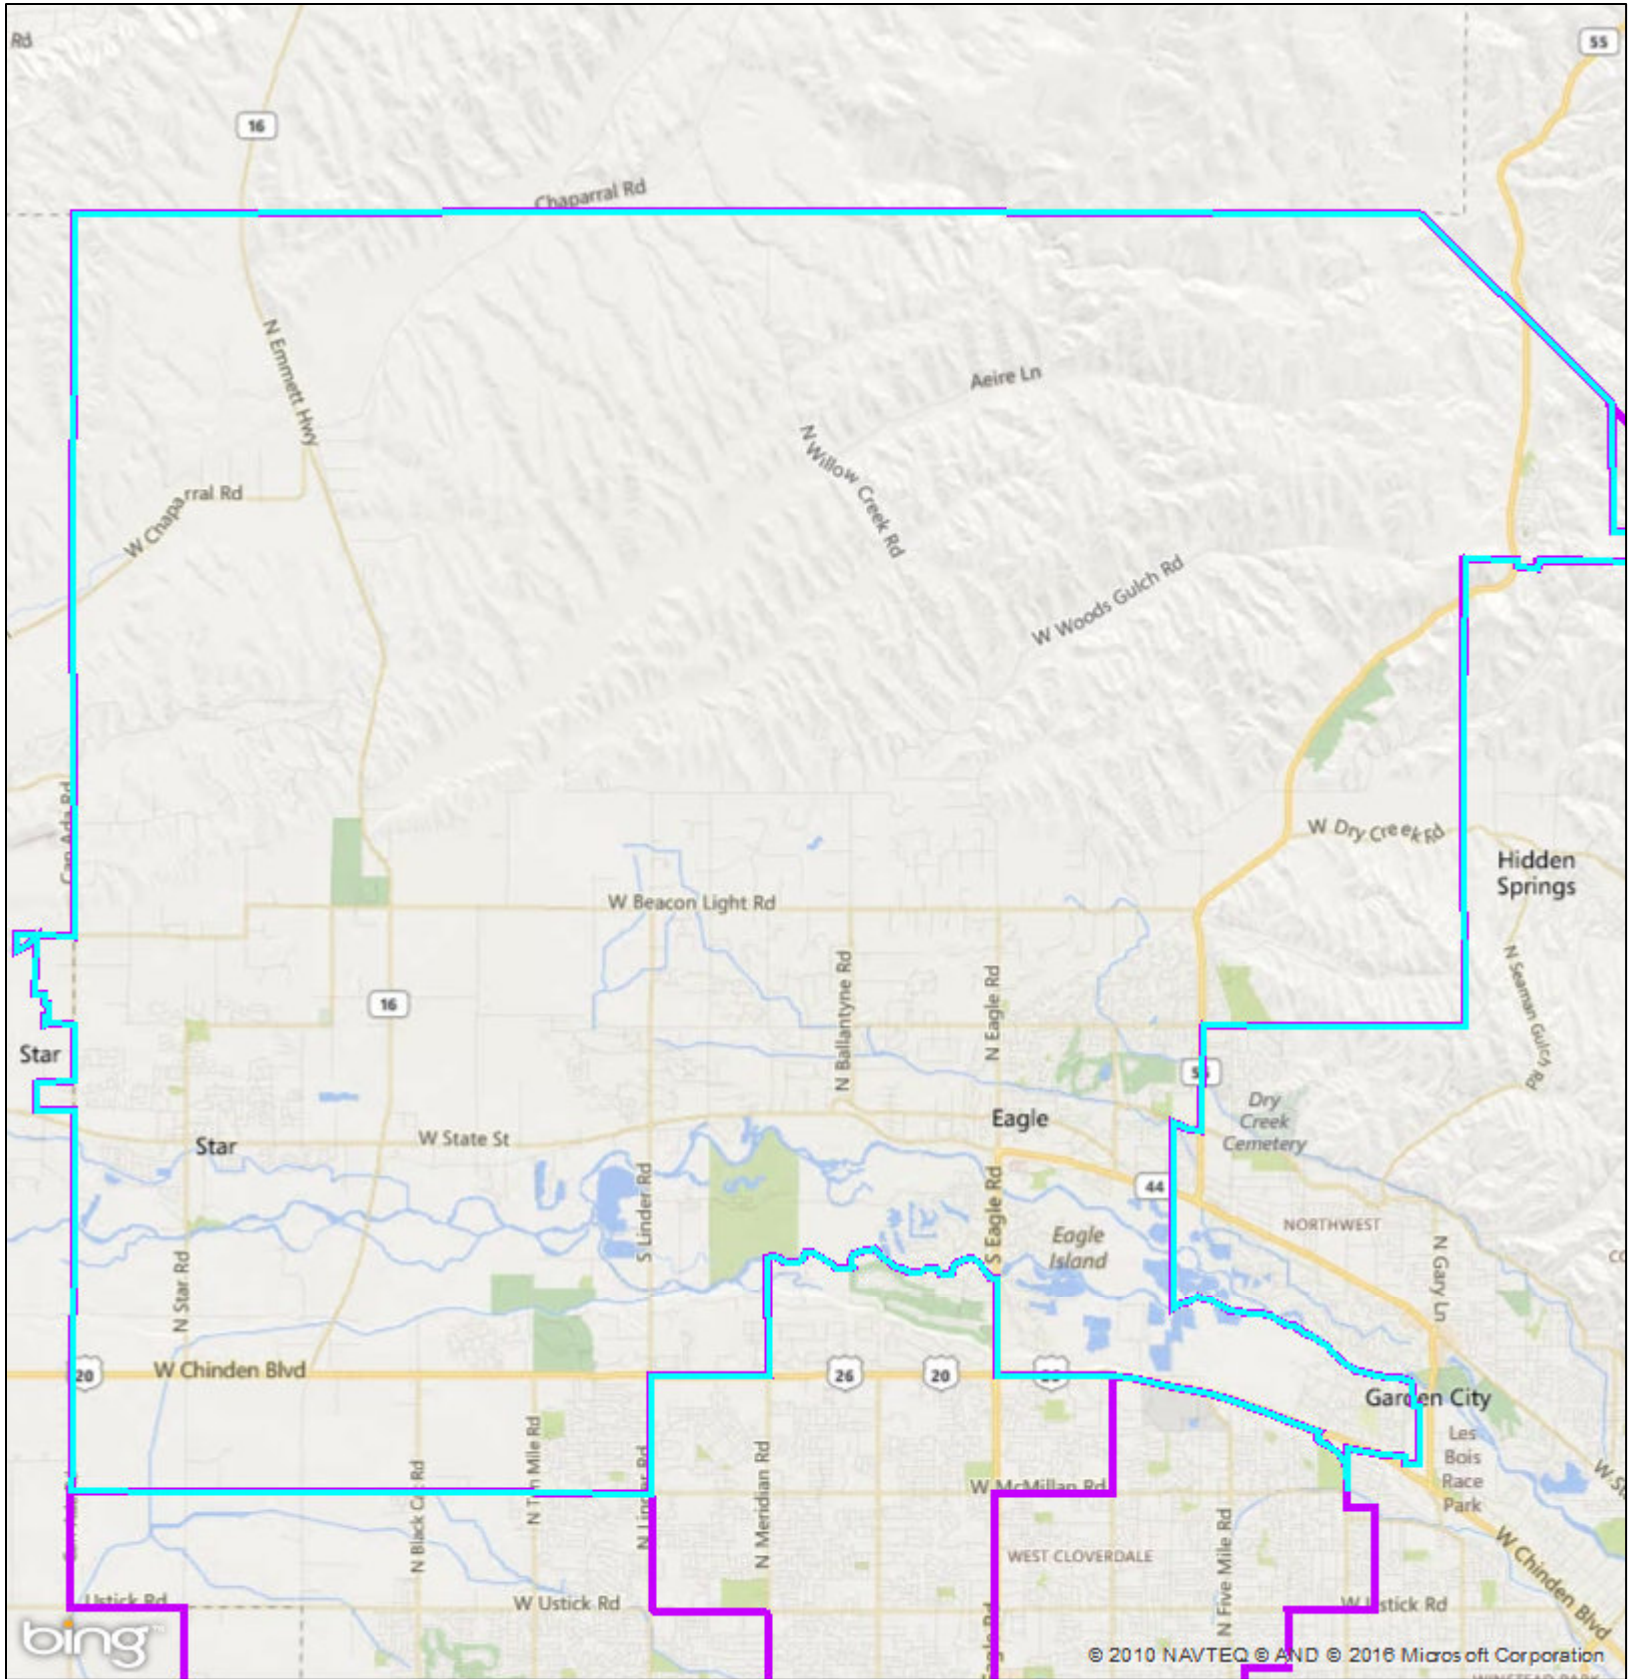 Rd
55
16
Chaparral Rd
N Emmett Hwy
Aeire Ln
N Willow Creek Rd
W Chaparral Rd
W Woods Gulch Rd
Can Ada Rd
W Dry Creek Rd
Hidden
Springs
W Beacon Light Rd
N Ballantyne Rd
N Eagle Rd
N Seaman Gulch Rd
16
Star
Eagle
Dry
Creek
Cemetery
Star
W State St
S Linder Rd
S Eagle Rd
44
NORTHWEST
Eagle
Island
N Star Rd
N Gary Ln
20
W Chinden Blvd
26
20
Garden City
Les
Bois
Race
Park
N Black Cat Rd
N Ten Mile Rd
N Linder Rd
N Meridian Rd
W McMillan Rd
WEST CLOVERDALE
N Five Mile Rd
W Chinden Blvd
Ustick Rd
W Ustick Rd
W Ustick Rd
Eagle Rd
bing
© 2010 NAVTEQ © AND © 2016 Microsoft Corporation